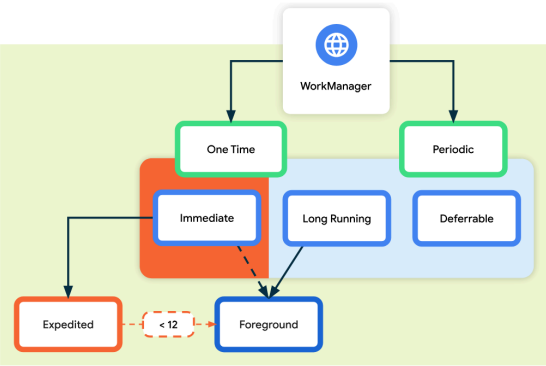 WorkManager
One Time
Periodic
Immediate
Long Running
Deferrable
Expedited
< 12
Foreground